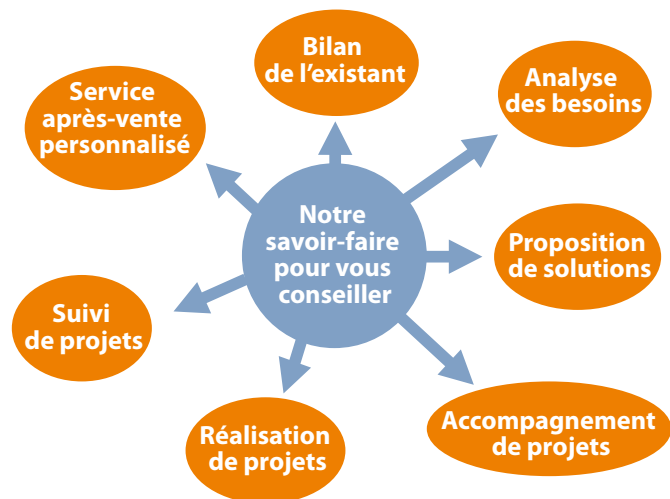 Bilan
de l’existant
Analyse
des besoins
Service
après-vente
personnalisé
Notre
savoir-faire
pour vous
conseiller
Proposition
de solutions
Suivi
de projets
Accompagnement
de projets
Réalisation
de projets